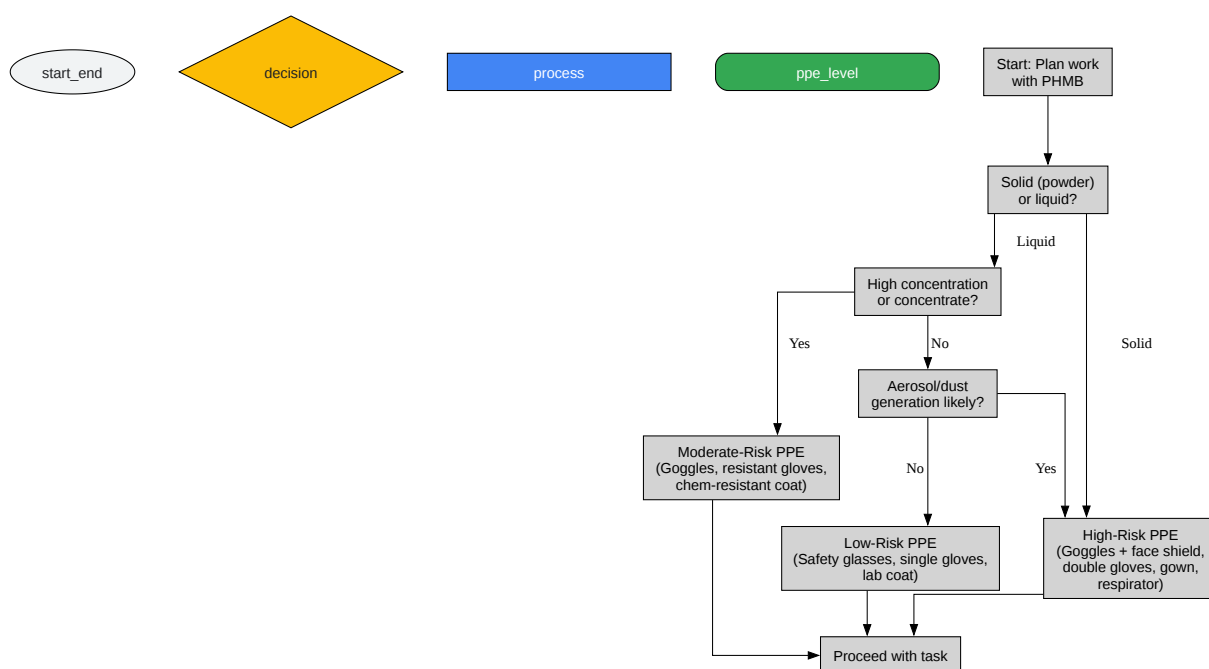 start_end
decision
process
ppe_level
Start: Plan work
with PHMB
Solid (powder)
or liquid?
Liquid
High concentration
or concentrate?
Yes
No
Solid
Aerosol/dust
generation likely?
Moderate-Risk PPE
(Goggles, resistant gloves,
chem-resistant coat)
No
Yes
Low-Risk PPE
(Safety glasses, single gloves,
lab coat)
High-Risk PPE
(Goggles + face shield,
double gloves, gown,
respirator)
Proceed with task